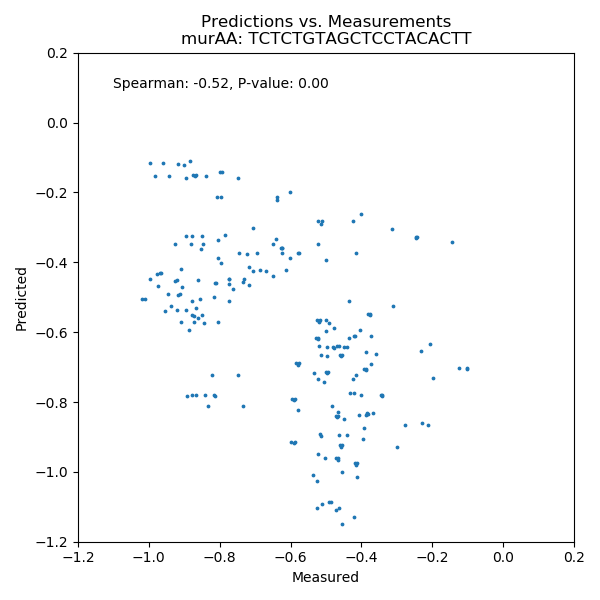 Predictions vs. Measurements
murAA: TCTCTGTAGCTCCTACACTT
Spearman: -0.52, P-value: 0.00
0.2
0.0
−0.2
−0.4
−0.6
−0.8
−1.0
−1.2
Predicted
−1.2 −1.0 −0.8 −0.6 −0.4 −0.2 0.0 0.2
Measured